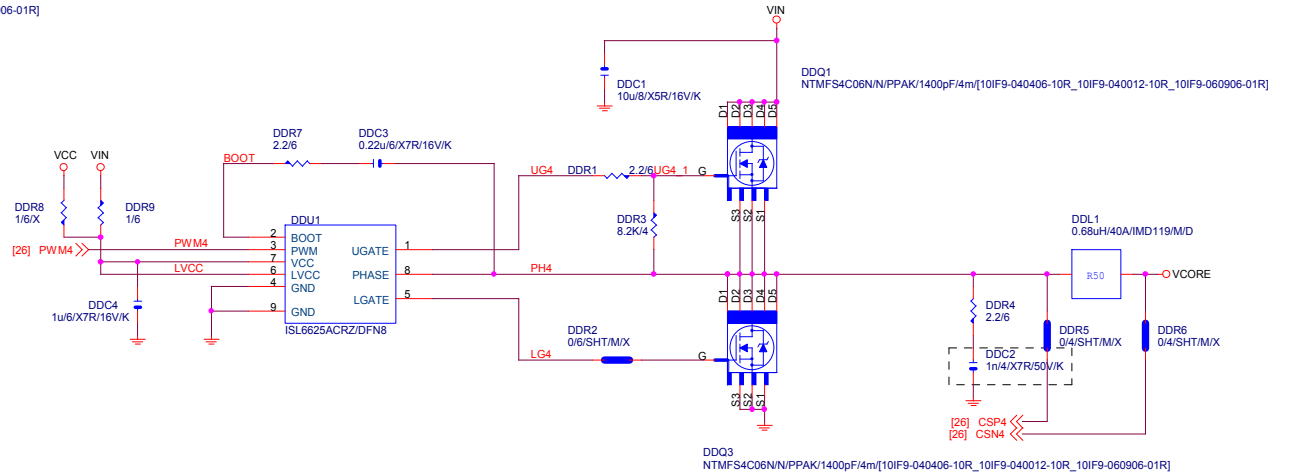 06-01R]
VIN
DDQ1
NTMFS4C06N/N/PPAK/1400pF/4m/[10IF9-040406-10R_10IF9-040012-10R_10IF9-060906-01R]
DDC1
10u/8/X5R/16V/K
D1
D2
D3
D4
D5
DDR7
2.2/6
DDC3
0.22u/6/X7R/16V/K
VCC
VIN
BOOT
UG4
DDR1
2.2/6
UG4_1
G
DDR8
1/6/X
DDR9
1/6
DDR3
8.2K/4
S3
S2
S1
DDU1
DDL1
0.68uH/40A/IMD119/M/D
[26] PWM4
PWM4
LVCC
2
3
7
6
4
9
BOOT
PWM
VCC
LVCC
GND
GND
UGATE
PHASE
LGATE
1
8
5
PH4
R50
VCORE
D1
D2
D3
D4
D5
DDC4
1u/6/X7R/16V/K
ISL6625ACRZ/DFN8
DDR4
2.2/6
DDR5
0/4/SHT/M/X
DDR6
0/4/SHT/M/X
DDR2
0/6/SHT/M/X
LG4
G
DDC2
1n/4/X7R/50V/K
S3
S2
S1
[26] CSP4
[26] CSN4
DDQ3
NTMFS4C06N/N/PPAK/1400pF/4m/[10IF9-040406-10R_10IF9-040012-10R_10IF9-060906-01R]